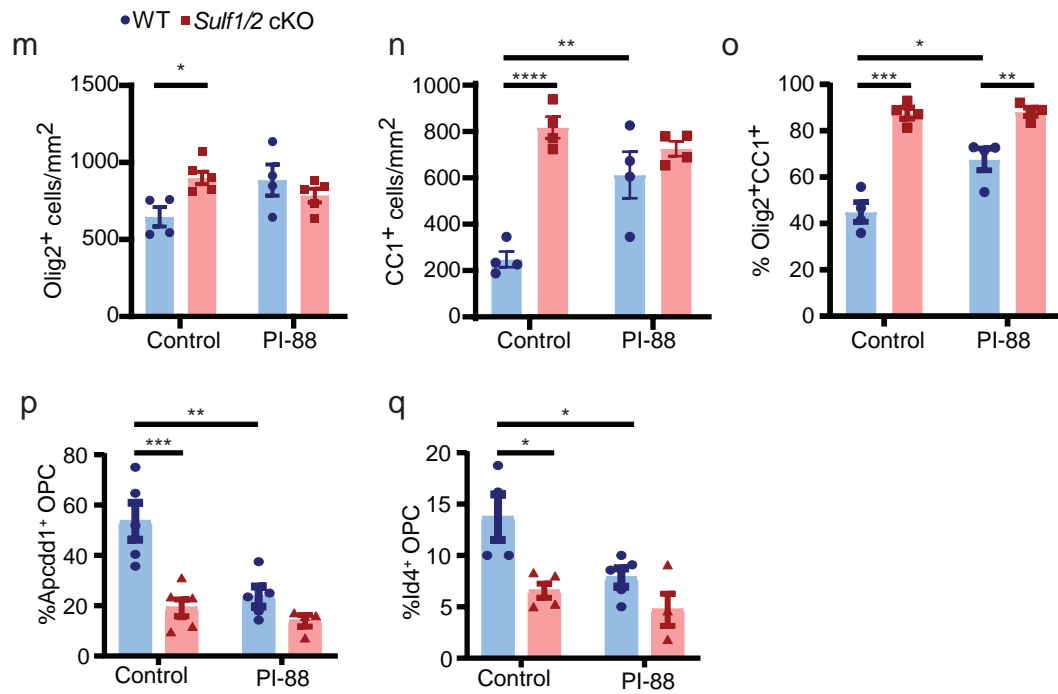 WT Sulf1/2 cKO
m
*
1500
1000
500
0
Olig2+ cells/mm2
Control PI-88
n
**
****
1000
800
600
400
200
0
CC1+ cells/mm2
Control PI-88
o
*
*** **
100
80
60
40
20
0
% Olig2+CC1+
Control PI-88
p
**
***
80
60
40
20
0
%Apcdd1+ OPC
Control PI-88
q
*
*
20
15
10
5
0
%Id4+ OPC
Control PI-88